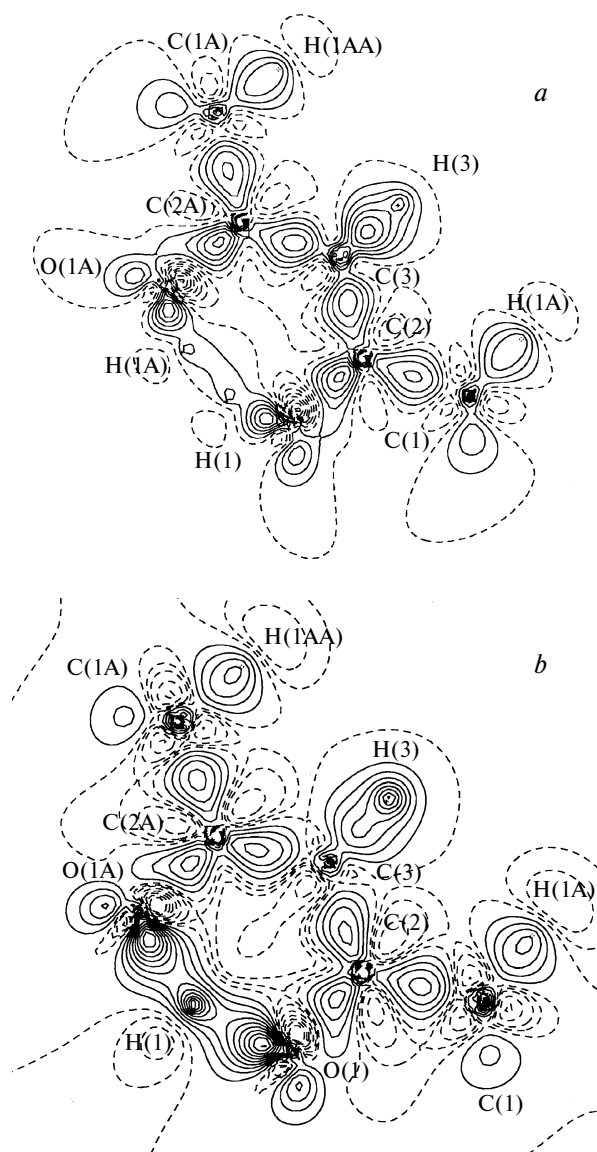 C(1A)
H(1AA)
a
H(3)
C(2A)
O(1A)
C(3)
H(1A)
C(2)
H(1A)
C(1)
H(1)
H(1AA)
b
C(1A)
H(3)
C(2A)
O(1A)
C(3)
H(1A)
C(2)
H(1)
O(1)
C(1)